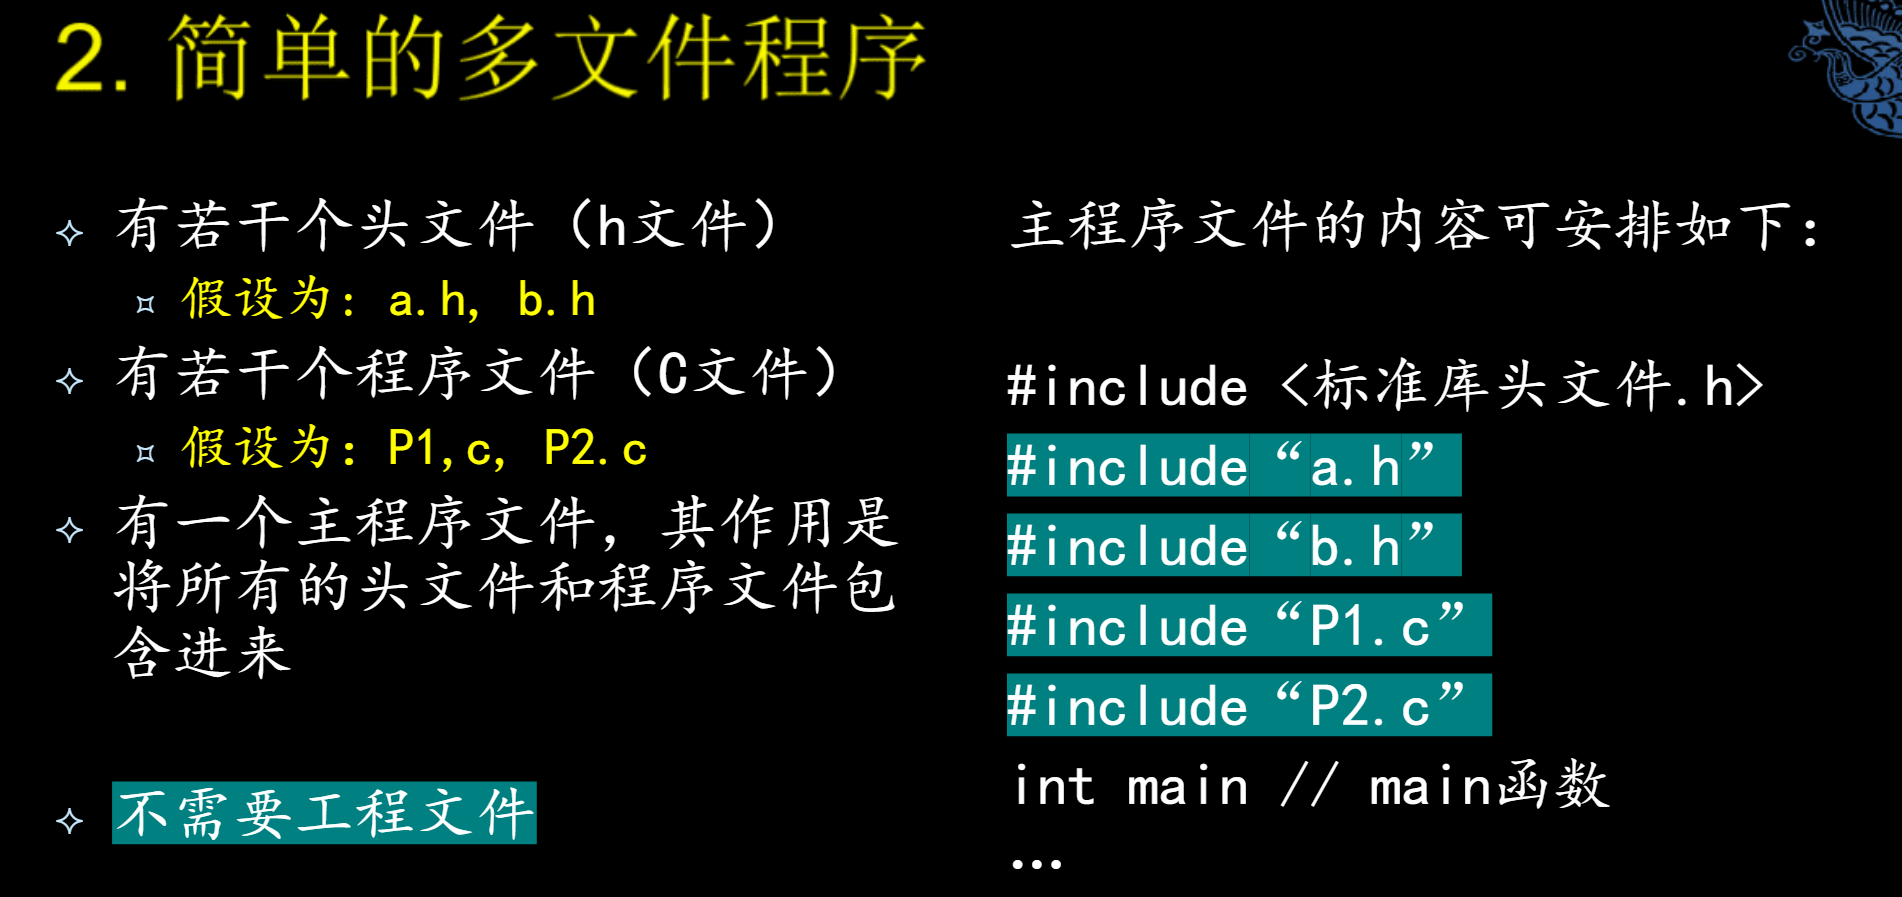 2. 简单的多文件程序
有若干个头文件（h文件）
假设为: a.h, b.h
有若干个程序文件（C文件）
假设为：P1,c, P2.c
有一个主程序文件，其作用是
将所有的头文件和程序文件包
含进来
不需要工程文件
主程序文件的内容可安排如下：
#include <标准库头文件.h>
#include “a.h”
#include “b.h”
#include “P1.c”
#include “P2.c”
int main // main函数
…